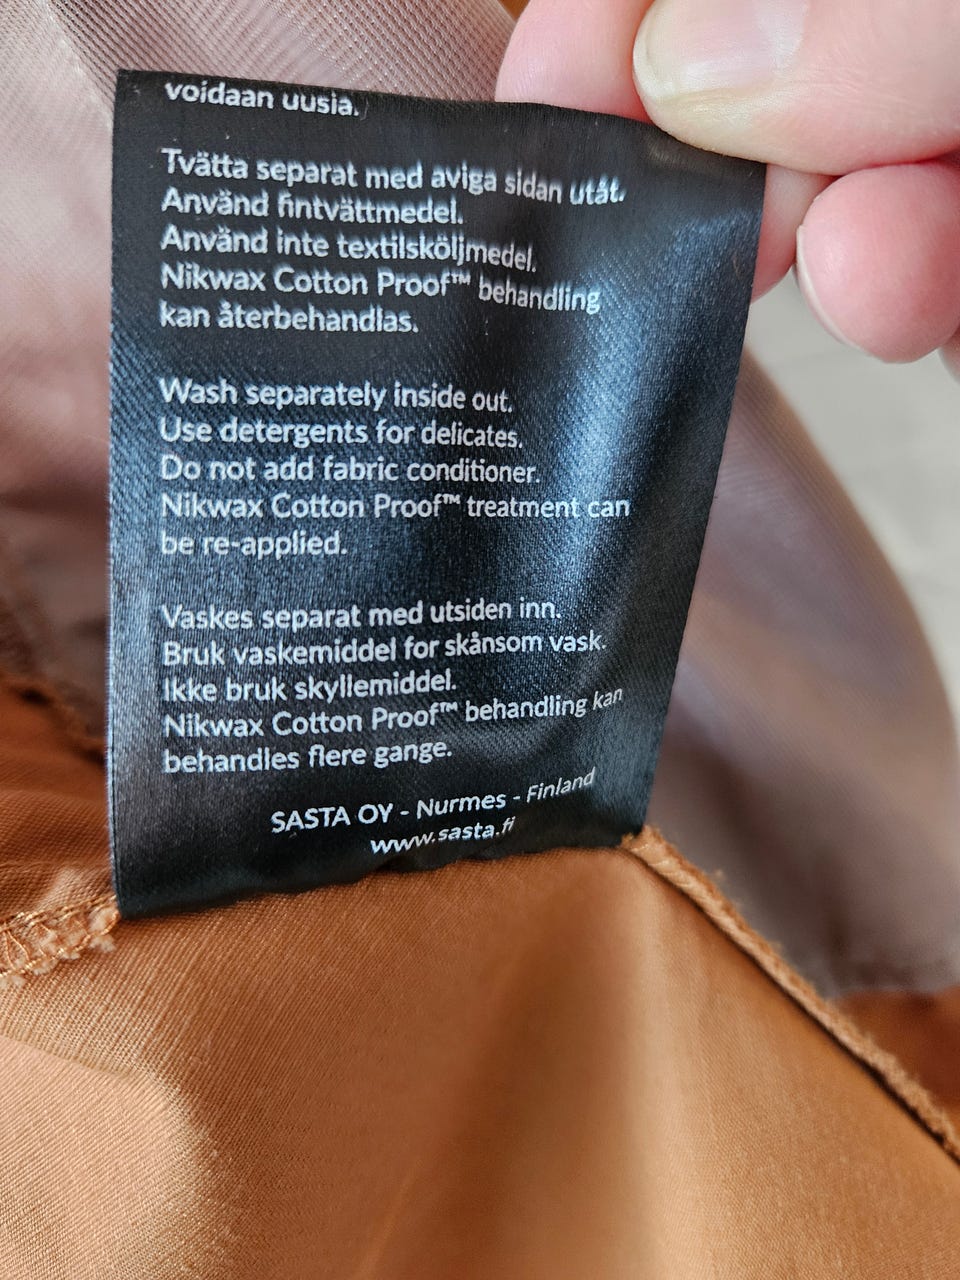 voidaan uusia.
Tvätta separat med aviga sidan utåt.
Använd fintvättmedel.
Använd inte textilsköljmedel.
Nikwax Cotton Proof™ behandling
kan återbehandlas.
Wash separately inside out.
Use detergents for delicates.
Do not add fabric conditioner.
Nikwax Cotton Proof™ treatment can
be re-applied.
Vaskes separat med utsiden inn.
Bruk vaskemiddel for skånsom vask.
Ikke bruk skyllemiddel.
Nikwax Cotton Proof™ behandling kan
behandles flere gange.
SASTA OY - Nurmes - Finland
www.sasta.fi